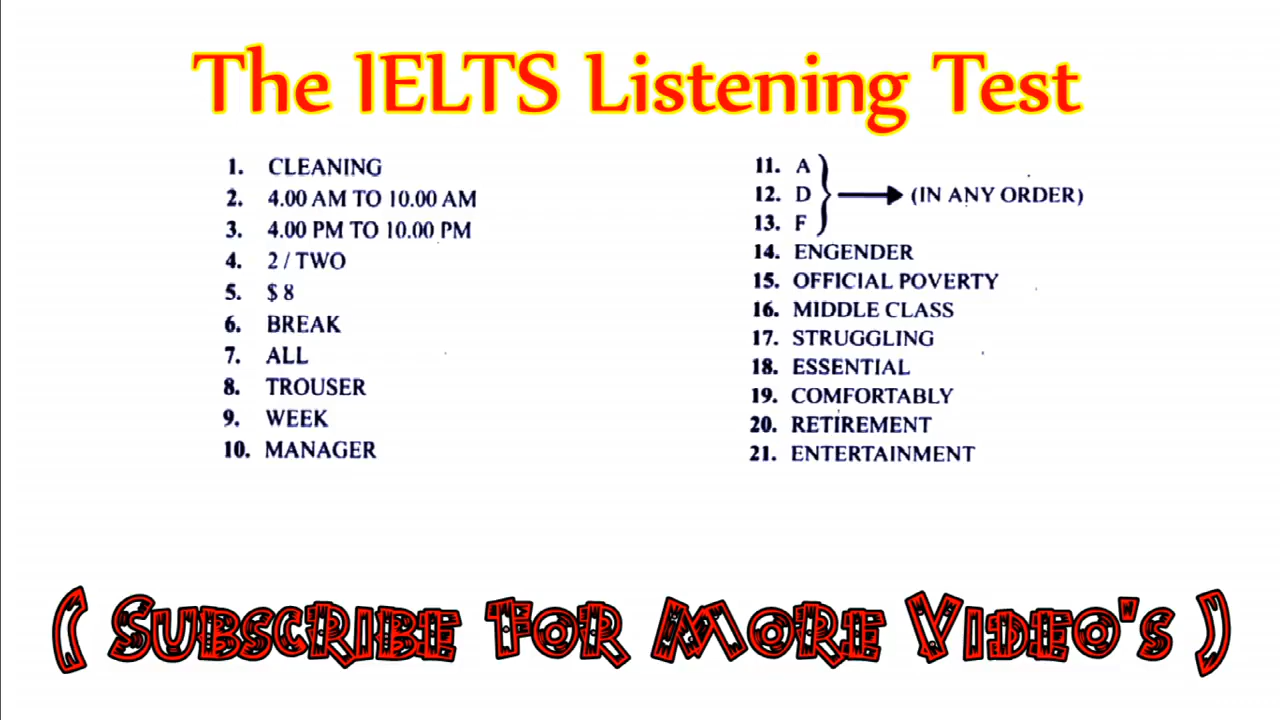 The IELTS Listening Test
1. CLEANING
2. 4.00 AM TO 10.00 AM
3. 4.00 PM TO 10.00 PM
4. 2 / TWO
5. $ 8
6. BREAK
7. ALL
8. TROUSER
9. WEEK
10. MANAGER
11. A
12. D (IN ANY ORDER)
13. F
14. ENGENDER
15. OFFICIAL POVERTY
16. MIDDLE CLASS
17. STRUGGLING
18. ESSENTIAL
19. COMFORTABLY
20. RETIREMENT
21. ENTERTAINMENT
( Subscribe For More Video's )